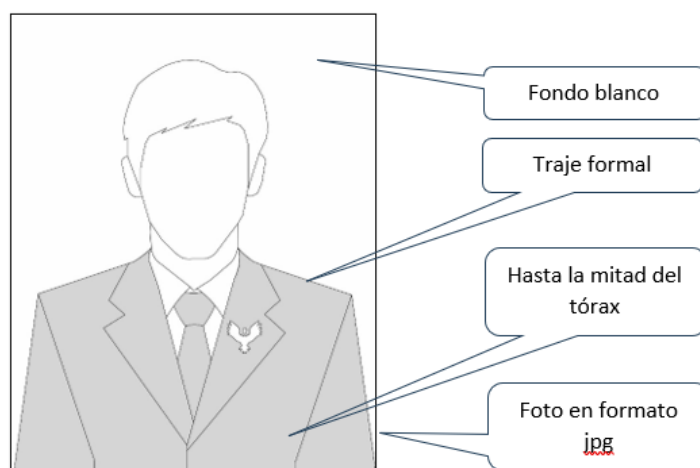 Fondo blanco
Traje formal
Hasta la mitad del
tórax
Foto en formato
jpg